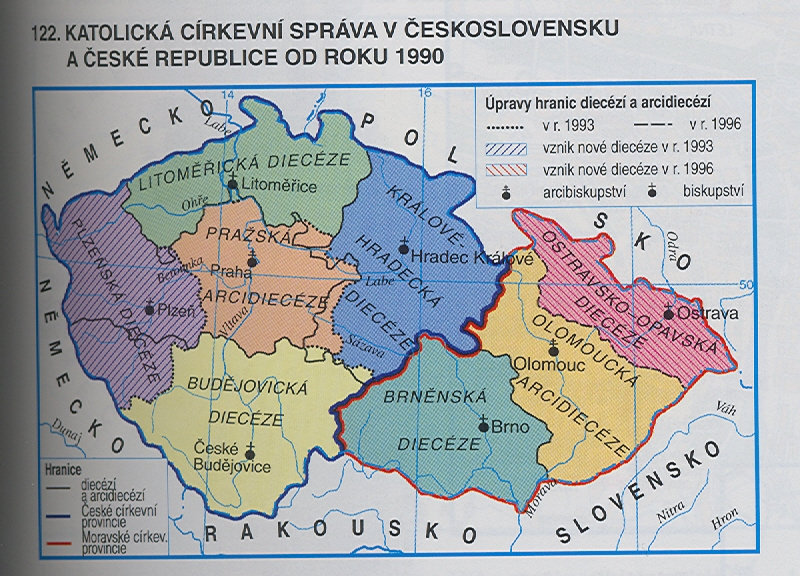 122. KATOLICKÁ CÍRKEVNÍ SPRÁVA V ČESKOSLOVENSKU
A ČESKÉ REPUBLICE OD ROKU 1990
Úpravy hranic diecézí a arcidiecézí
v r. 1993
v r. 1996
vznik nové diecéze v r. 1993
vznik nové diecéze v r. 1996
arcibiskupství
biskupství
14
16
50
NĚMECKO
POLSKO
Labe
LITOMĚŘICKÁ DIECÉZE
Litoměřice
Ohře
KRÁLOVÉ-
HRADECKÁ
DIECÉZE
Hradec Králové
Labe
PRAŽSKÁ
Praha
ARCIDIECÉZE
Berounka
Vltava
Sázava
PLZEŇSKÁ DIECÉZE
Plzeň
OSTRAVSKO-OPAVSKÁ
DIECÉZE
Ostrava
Odra
OLOMOUCKÁ
Olomouc
ARCIDIECÉZE
BUDĚJOVICKÁ
DIECÉZE
České
Budějovice
BRNĚNSKÁ
Brno
DIECÉZE
NĚMECKO
Dunaj
RAKOUSKO
Morava
SLOVENSKO
Váh
Nitra
Hron
Hranice
diecézí
a arcidiecézí
České církevní
provincie
Moravské církev.
provincie